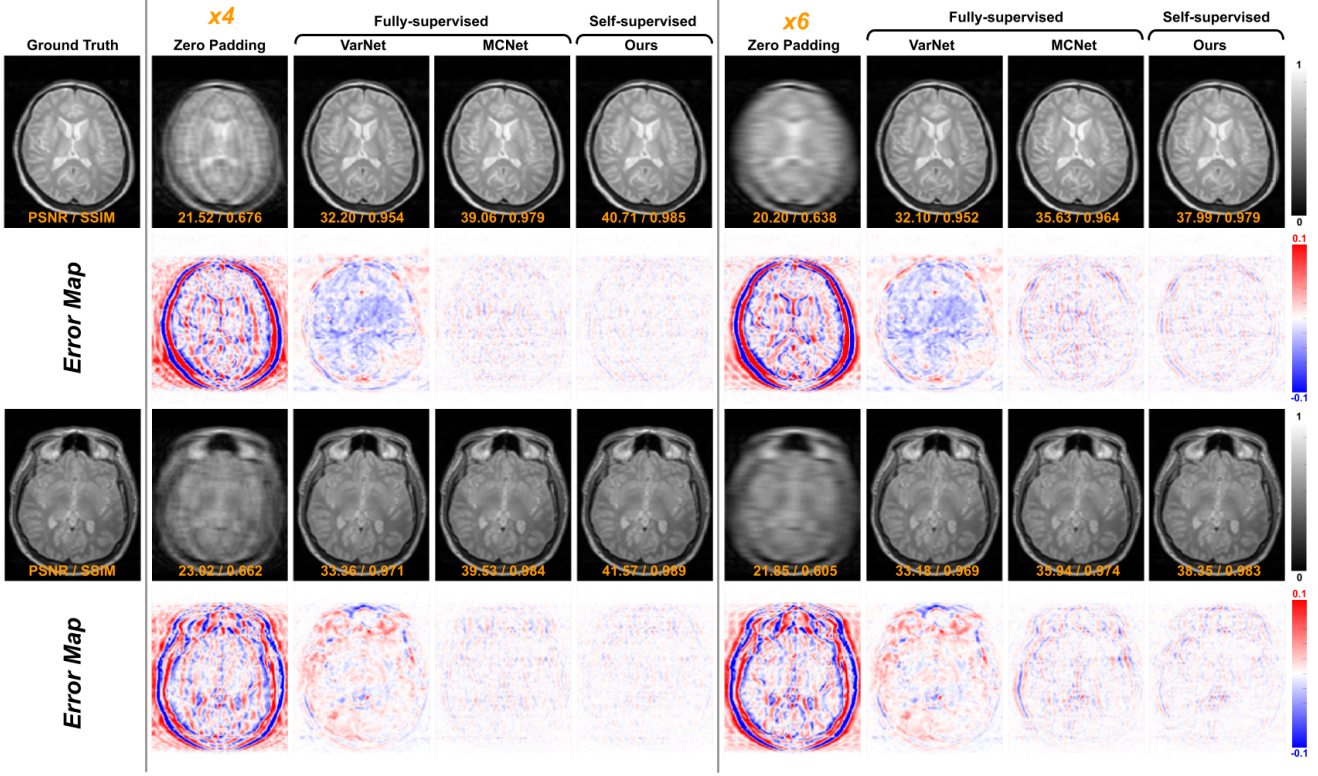 x4 Fully-supervised Self-supervised x6 Fully-supervised Self-supervised
Ground Truth Zero Padding VarNet MCNet Ours Zero Padding VarNet MCNet Ours
1
PSNR / SSIM 21.52 / 0.676 32.20 / 0.954 39.06 / 0.979 40.71 / 0.985 20.20 / 0.638 32.10 / 0.952 35.63 / 0.964 37.99 / 0.979
0
0.1
Error Map
-0.1
1
PSNR / SSIM 23.02 / 0.662 33.36 / 0.971 39.53 / 0.984 41.57 / 0.989 21.85 / 0.605 33.18 / 0.969 35.94 / 0.974 38.35 / 0.983
0
0.1
Error Map
-0.1